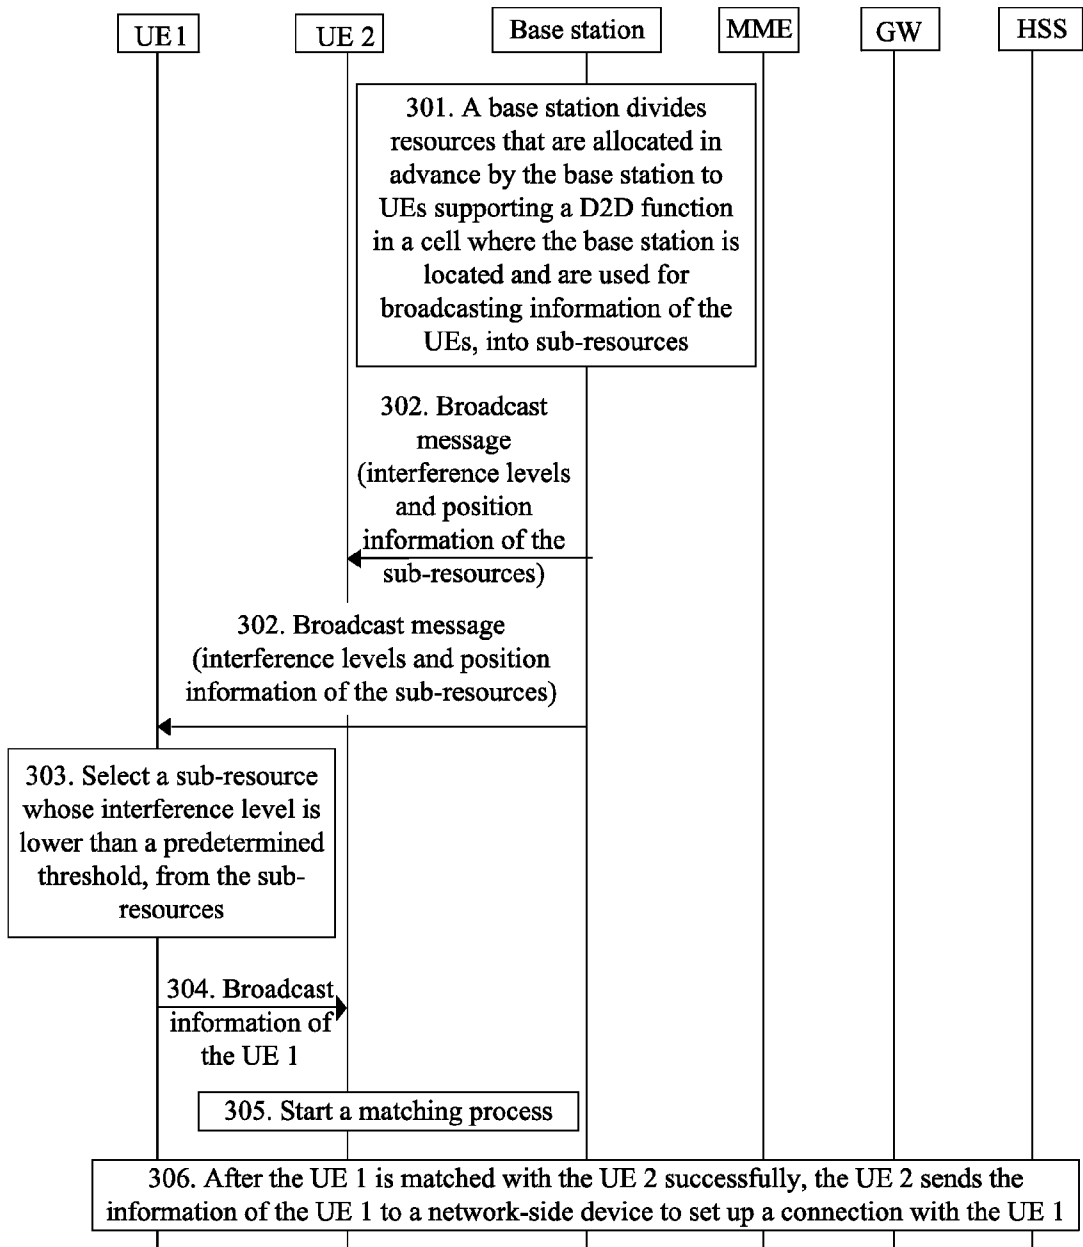 UE1
UE 2
Base station
MME
GW
HSS
301. A base station divides
resources that are allocated in
advance by the base station to
UEs supporting a D2D function
in a cell where the base station is
located and are used for
broadcasting information of the
UEs, into sub-resources
302. Broadcast
message
(interference levels
and position
information of the
sub-resources)
302. Broadcast message
(interference levels and position
information of the sub-resources)
303. Select a sub-resource
whose interference level is
lower than a predetermined
threshold, from the sub-
resources
304. Broadcast
information of
the UE 1
305. Start a matching process
306. After the UE 1 is matched with the UE 2 successfully, the UE 2 sends the
information of the UE 1 to a network-side device to set up a connection with the UE 1